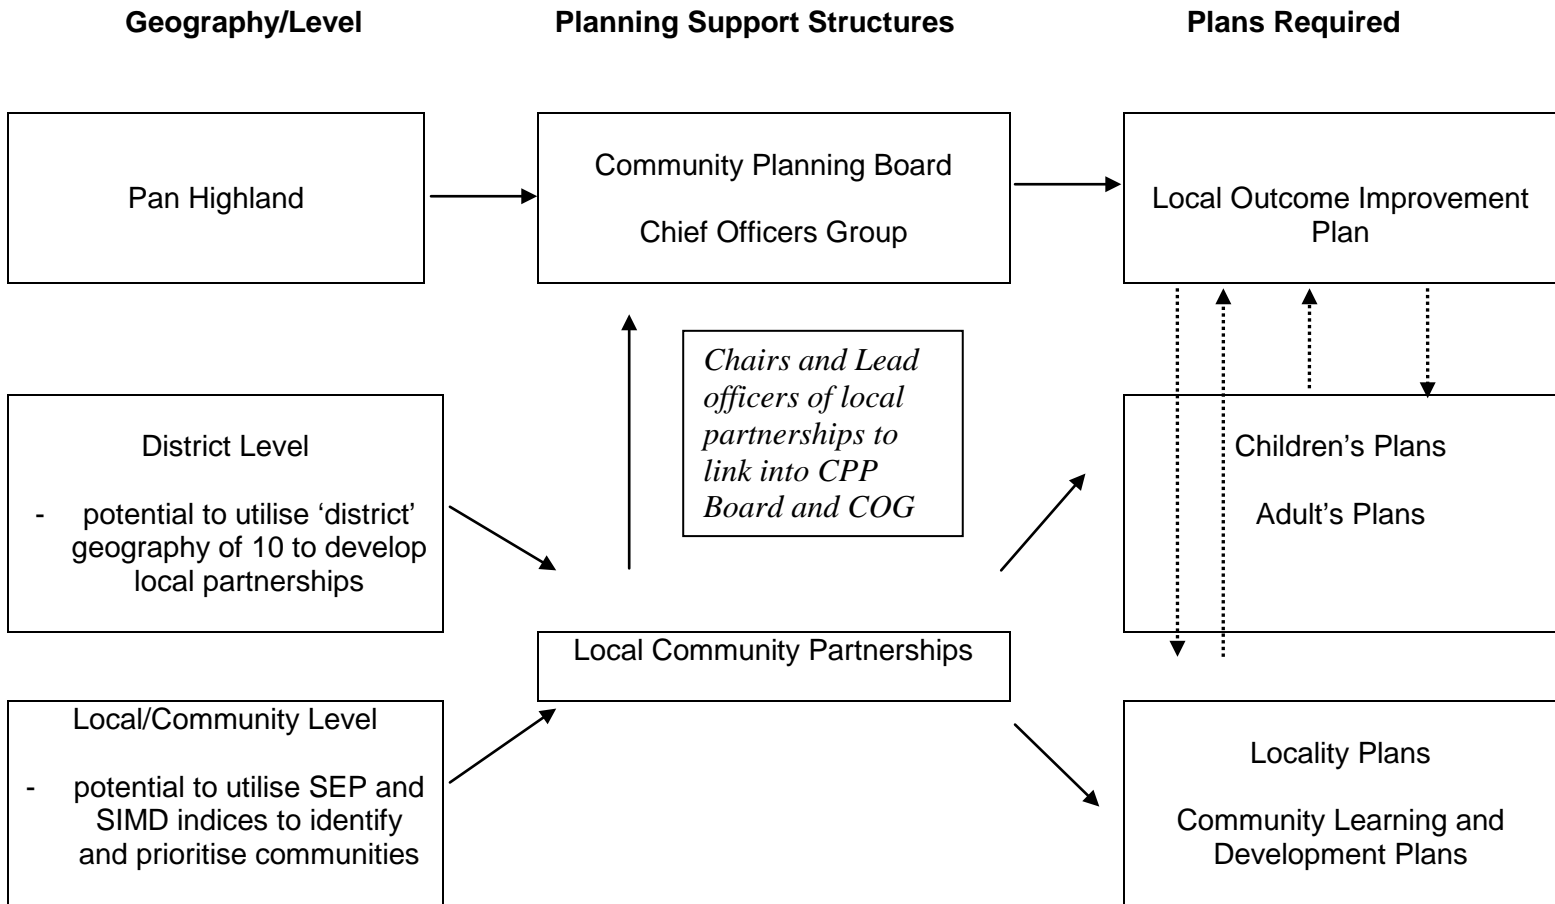 Geography/Level
Planning Support Structures
Plans Required
Pan Highland
Community Planning Board
Chief Officers Group
Local Outcome Improvement
Plan
Chairs and Lead
officers of local
partnerships to
link into CPP
Board and COG
District Level
- potential to utilise ‘district’
geography of 10 to develop
local partnerships
Children’s Plans
Adult’s Plans
Local Community Partnerships
Local/Community Level
- potential to utilise SEP and
SIMD indices to identify
and prioritise communities
Locality Plans
Community Learning and
Development Plans